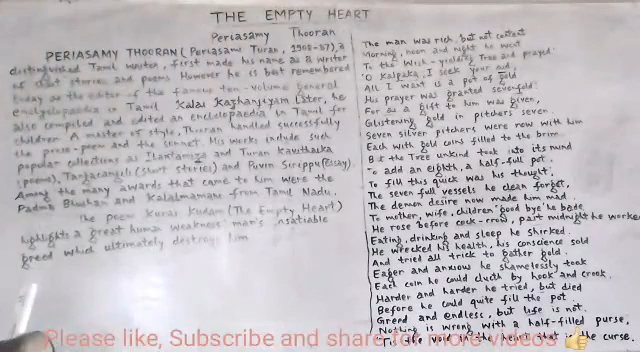 THE EMPTY HEART
Periasamy Thooran
PERIASAMY THOORAN (Periasami Turan, 1908-87), a
distinguished Tamil writer, first made his name as a writer
of short stories and poems. However he is best remembered
today as the editor of the famous ten-volume general
encyclopaedia in Tamil Kalai Kazhanjiyam Later, he
also compiled and edited an encyclopaedia in Tamil for
children. A master of style, Thooran handled successfully
the prose-poem and the sonnet. His works include such
popular collections as Ilantamiza and Turan Kavithaika
(poem), Tangarangili (short stories) and Puvin Sirippu (Essay).
Among the many awards that came to him were the
Padma Bhushan and Kalaimamani from Tamil Nadu.
The poem Kurai Kudam (The Empty Heart)
highlights a great human weakness: man's insatiable
greed which ultimately destroys him
The man was rich, but not content
Morning, noon and night he went
To the Wish-yielding Tree and prayed:
'O Kalpaka, I seek your aid,
All I want is a pot of gold
His prayer was granted sevenfold:
For as a gift to him was given,
Glistening gold in pitchers seven.
Seven silver pitchers were now with him
Each with gold coins filled to the brim
But the Tree unkind took into its mind
To add an eighth, a half-full pot.
To fill this quick was his thought,
The seven full vessels he clean forget,
The demon desire now made him mad.
To mother, wife, children good bye he bade
He rose before cock-crow, past midnight he worke
Eating, drinking and sleep he shirked.
He wrecked his health, his conscience sold
And tried all trick to gather gold.
Eager and anxious he shamelessly took
Each coin he could cluth by hook and crook.
Harder and harder he tried, but died
Before he could quite fill the pot.
Greed and endless, but life is not.
Nothing is wrong with a half-filled purse,
void in the heart that is the curse.
Please like, Subscribe and share for more views 👍